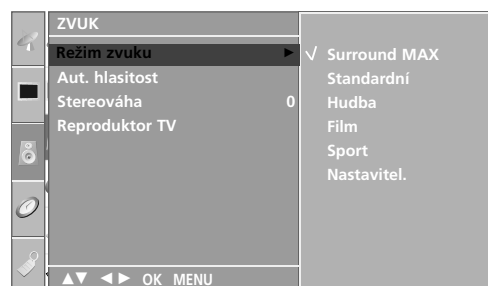 ZVUK
Režim zvuku ►
Aut. hlasitost
Stereováha 0
Reproduktor TV
√ Surround MAX
Standardní
Hudba
Film
Sport
Nastavitel.
▲▼ ◄► OK MENU